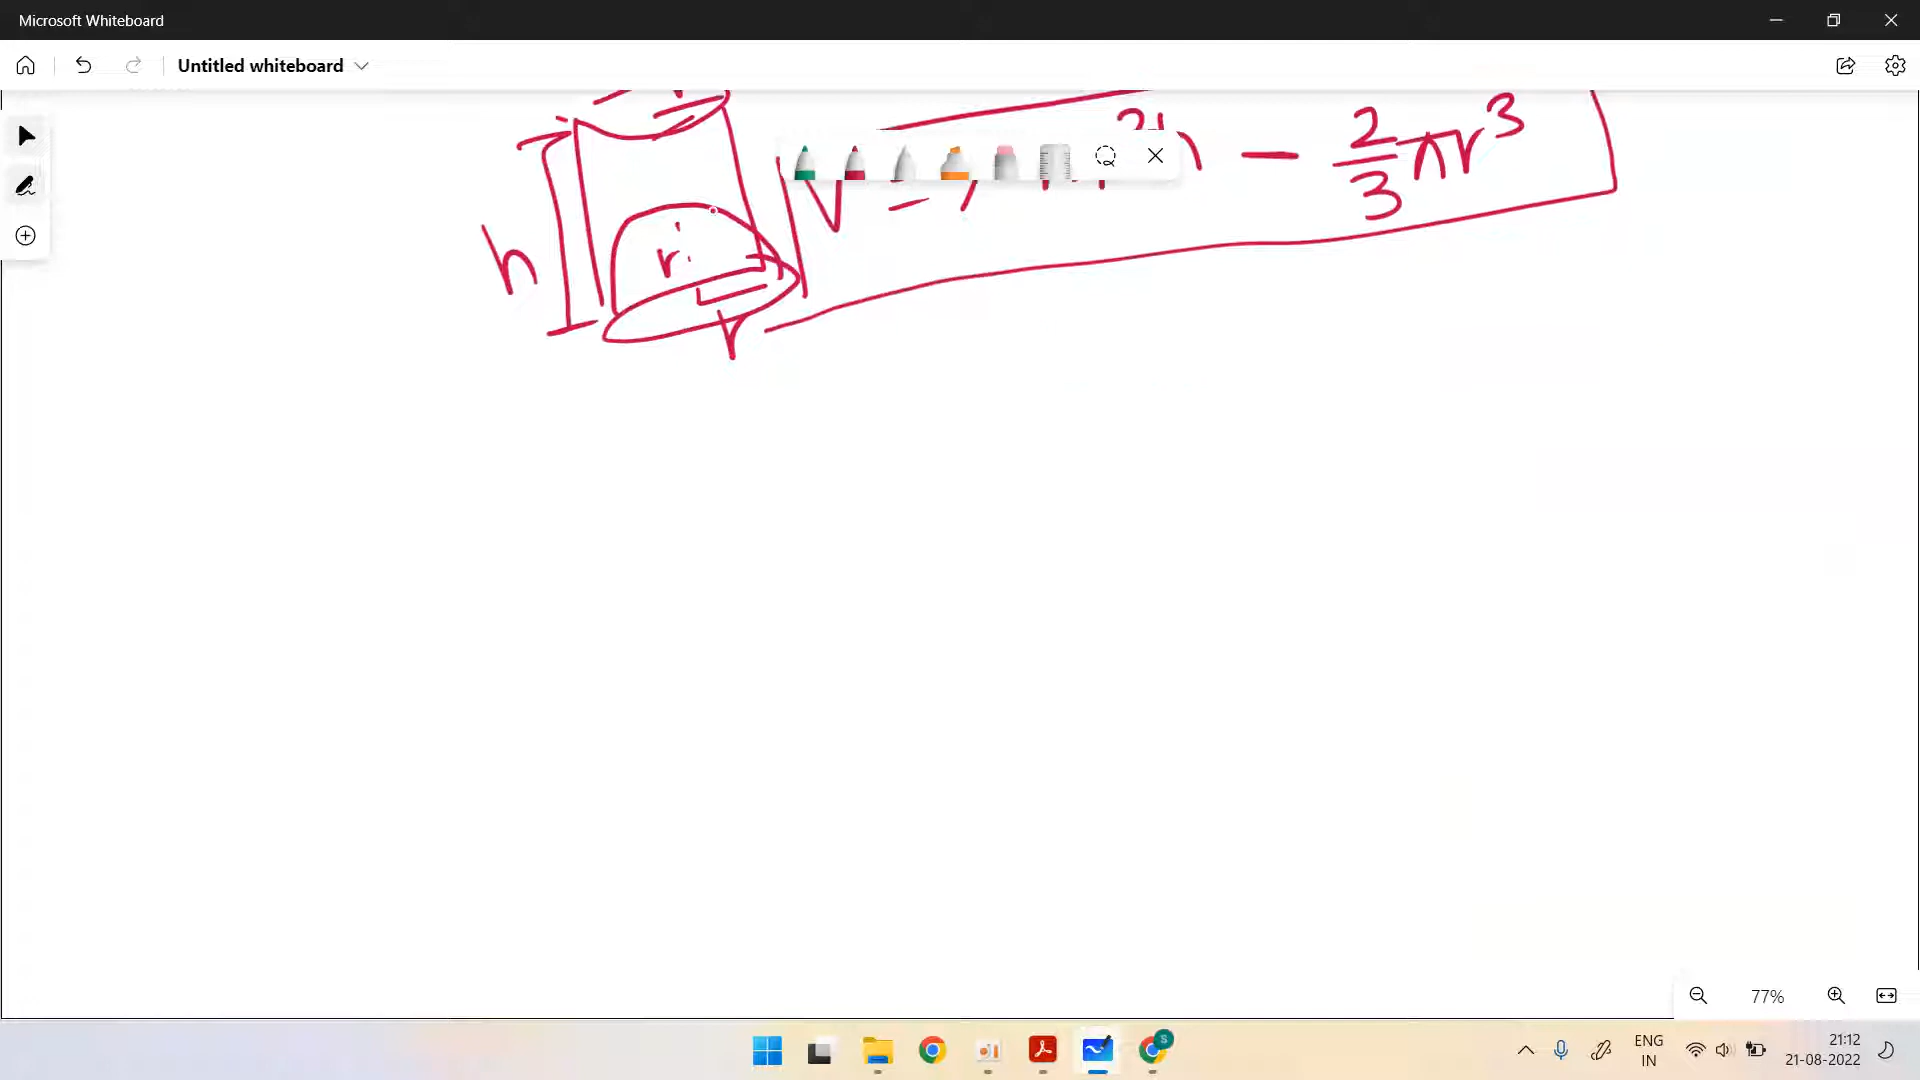 Microsoft Whiteboard
Untitled whiteboard
V = h - 2/3 πr³
h
r
r
77%
ENG
IN
21:12
21-08-2022
S